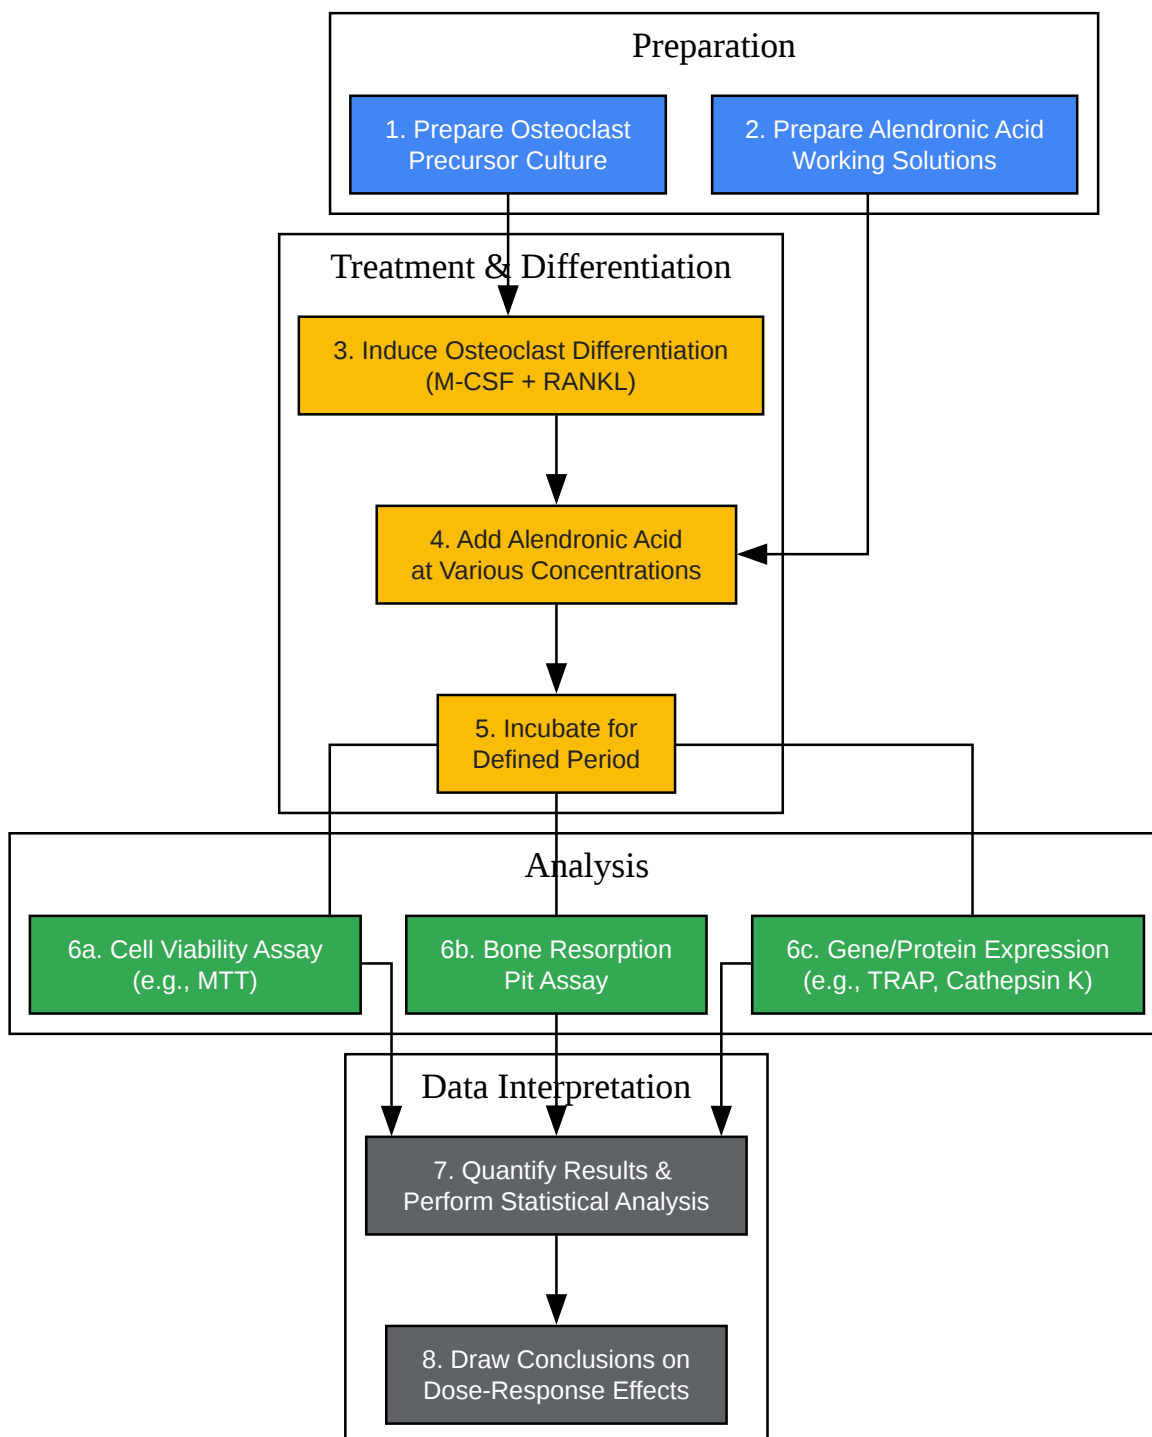 Preparation
1. Prepare Osteoclast
Precursor Culture
2. Prepare Alendronic Acid
Working Solutions
Treatment & Differentiation
3. Induce Osteoclast Differentiation
(M-CSF + RANKL)
4. Add Alendronic Acid
at Various Concentrations
5. Incubate for
Defined Period
Analysis
6a. Cell Viability Assay
(e.g., MTT)
6b. Bone Resorption
Pit Assay
6c. Gene/Protein Expression
(e.g., TRAP, Cathepsin K)
Data Interpretation
7. Quantify Results &
Perform Statistical Analysis
8. Draw Conclusions on
Dose-Response Effects